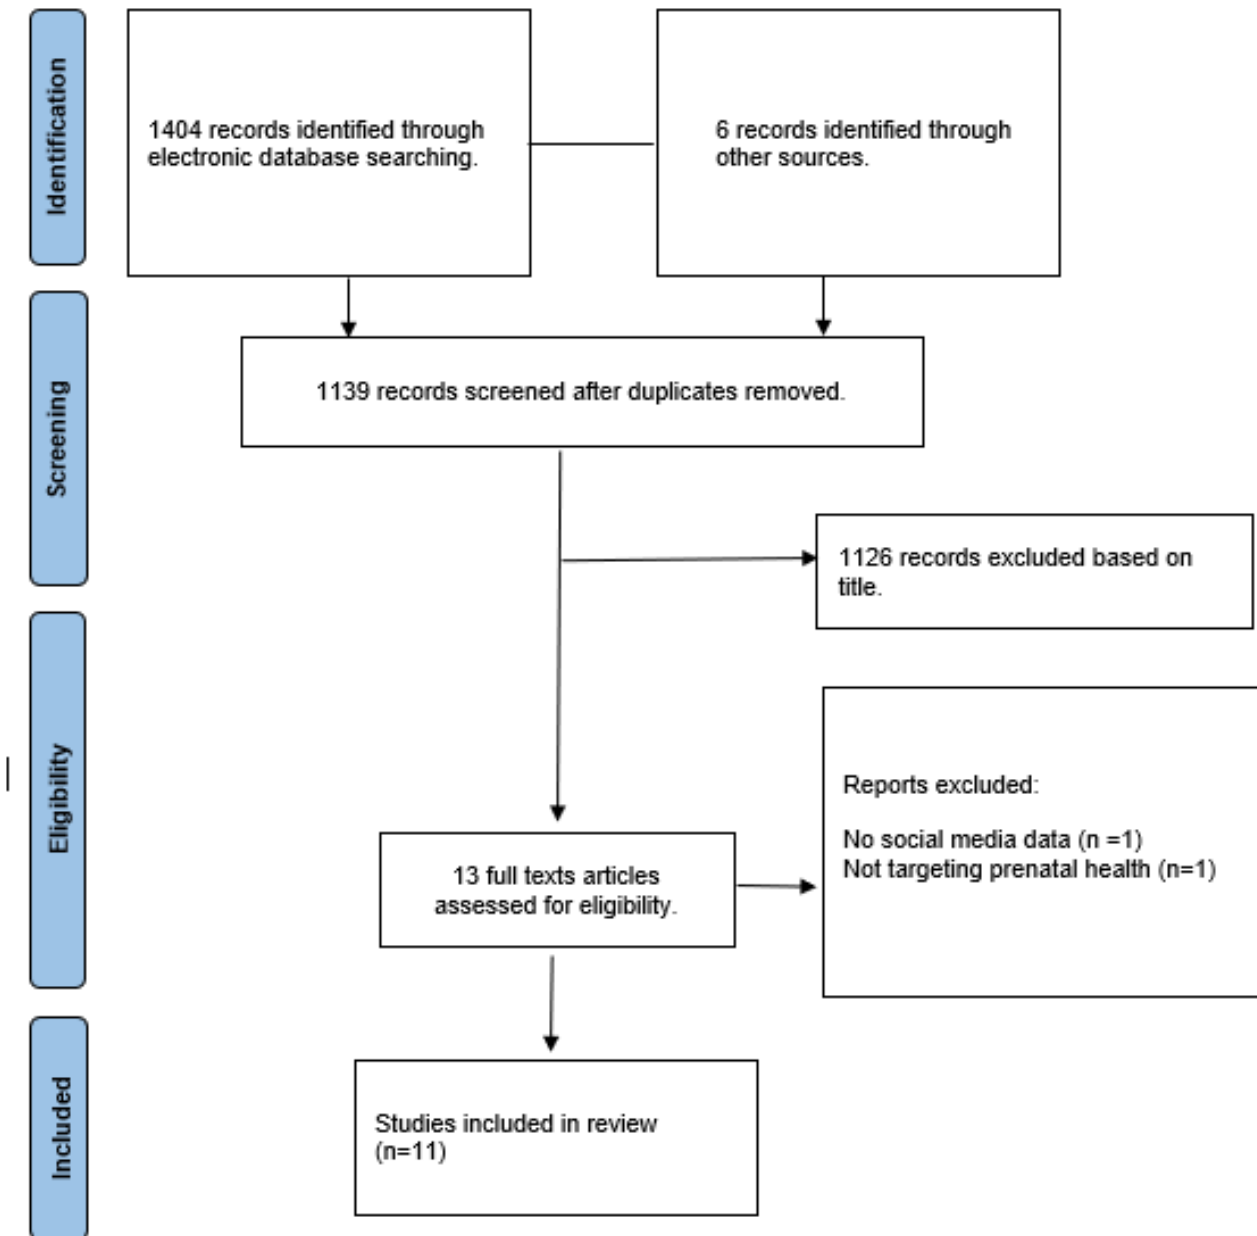 Identification
1404 records identified through
electronic database searching.
6 records identified through
other sources.
Screening
1139 records screened after duplicates removed.
1126 records excluded based on
title.
Eligibility
13 full texts articles
assessed for eligibility.
Reports excluded:
No social media data (n =1)
Not targeting prenatal health (n=1)
Included
Studies included in review
(n=11)